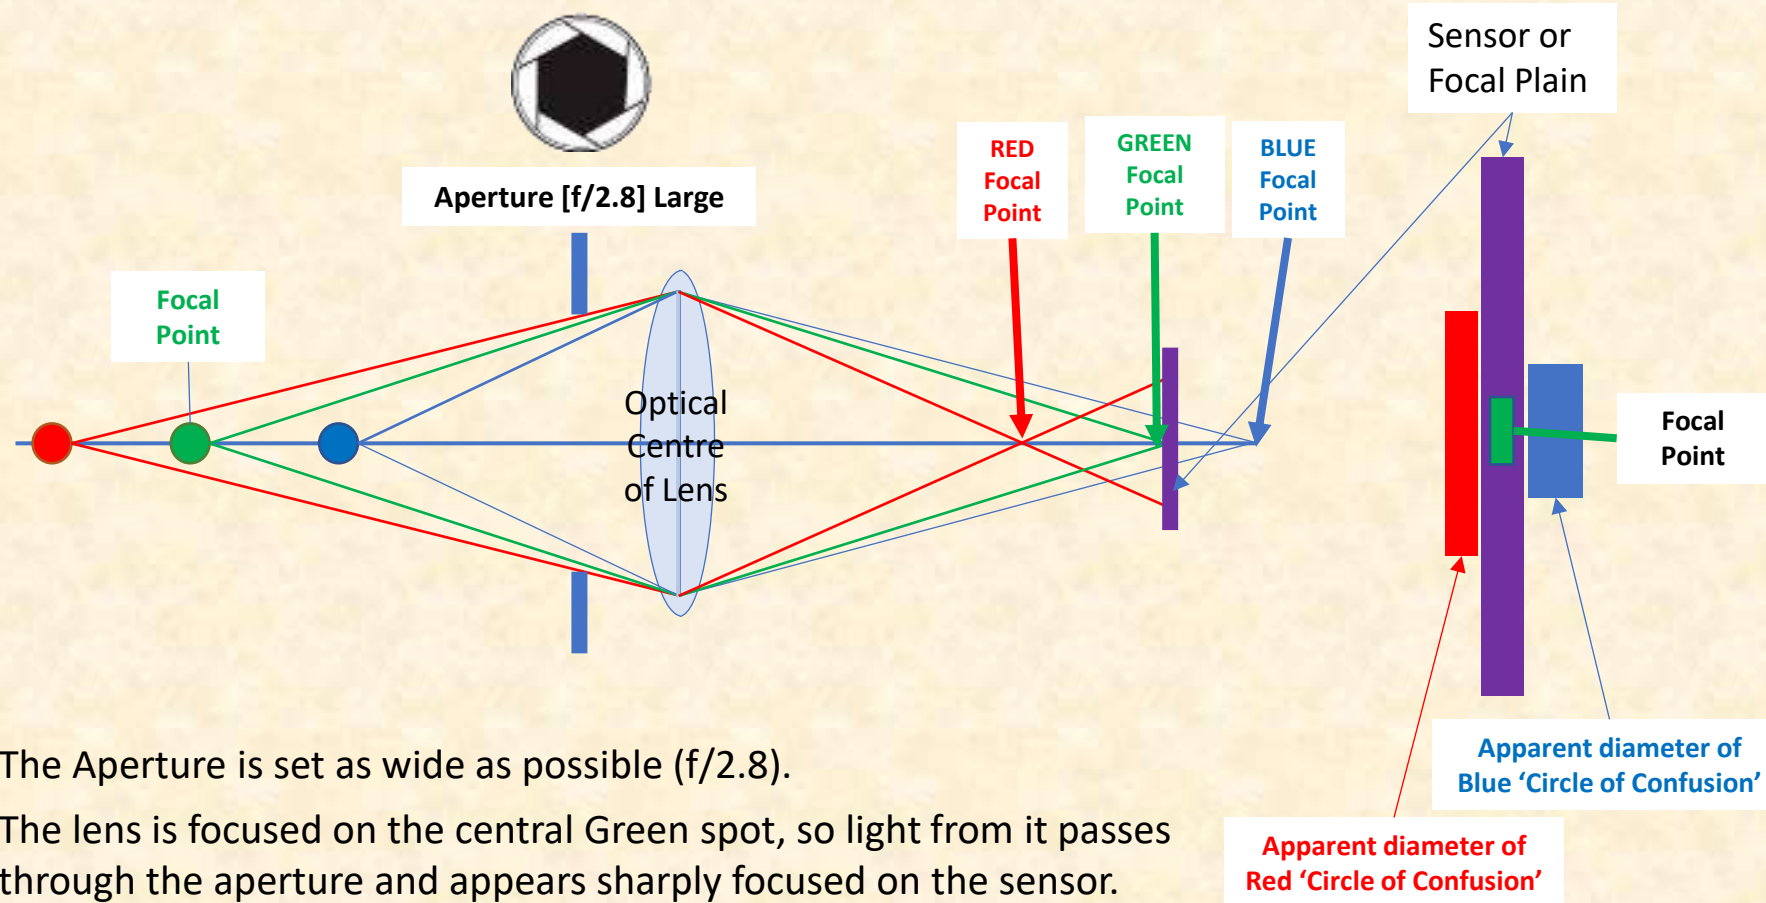 Sensor or
Focal Plain
RED
Focal
Point
GREEN
Focal
Point
BLUE
Focal
Point
Aperture [f/2.8] Large
Focal
Point
Optical
Centre
of Lens
Focal
Point
Apparent diameter of
Blue ‘Circle of Confusion’
Apparent diameter of
Red ‘Circle of Confusion’
The Aperture is set as wide as possible (f/2.8).
The lens is focused on the central Green spot, so light from it passes
through the aperture and appears sharply focused on the sensor.